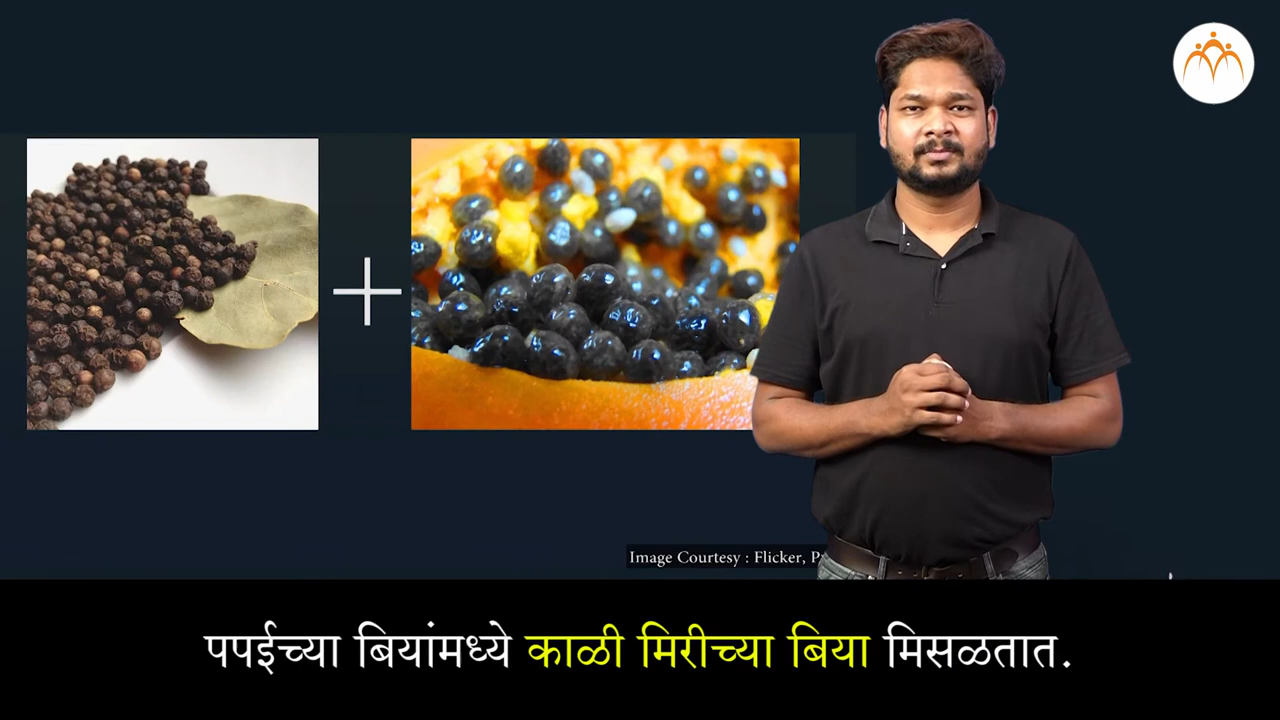 Image Courtesy : Flicker,
पपईच्या बियांमध्ये काळी मिरीच्या बिया मिसळतात.